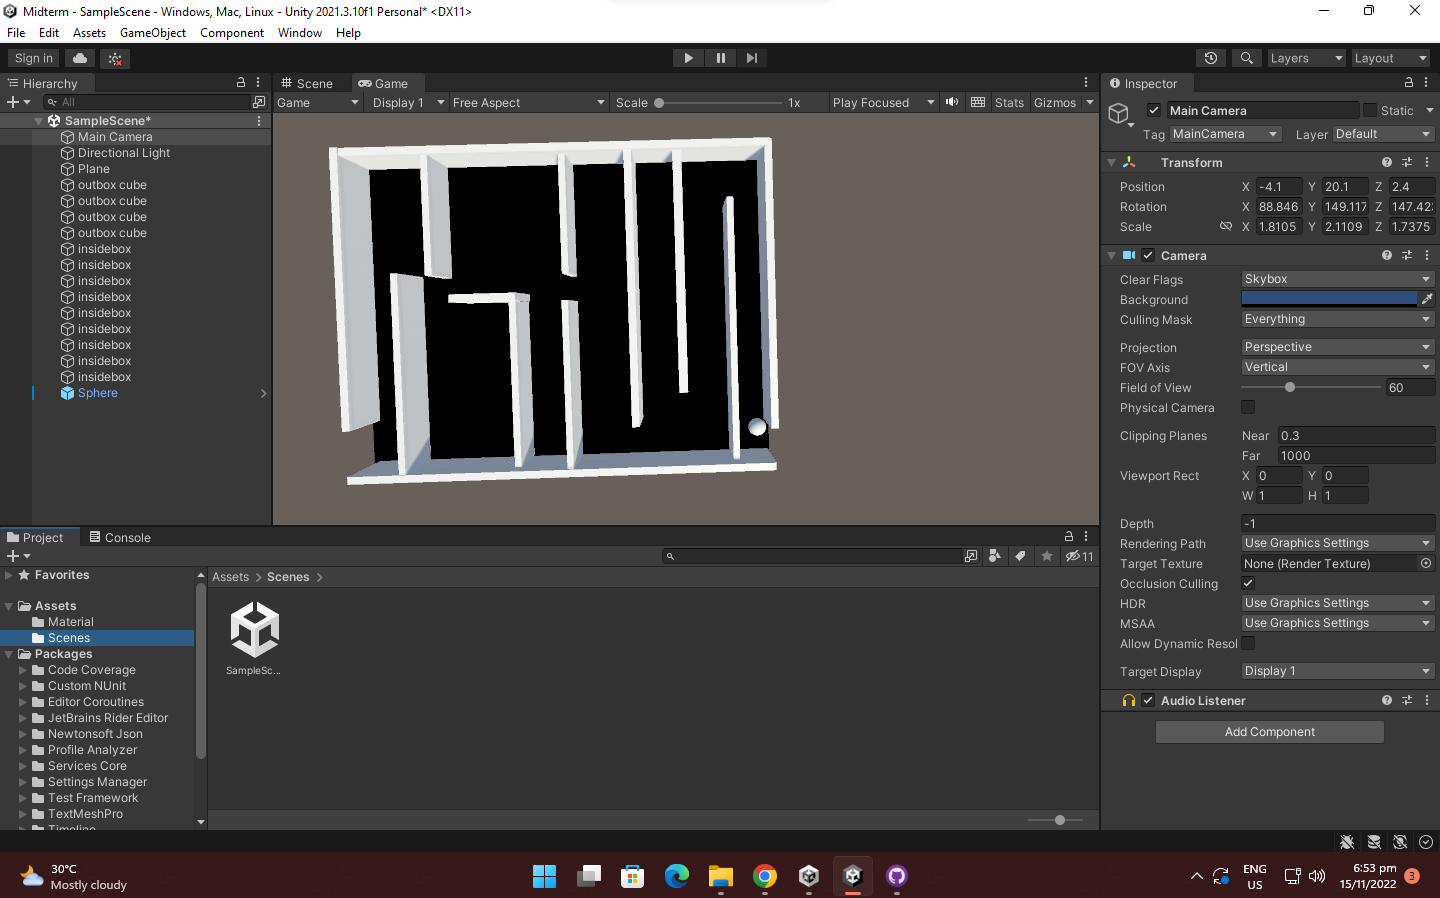 Midterm - SampleScene - Windows, Mac, Linux - Unity 2021.3.10f1 Personal* <DX11>
File Edit Assets GameObject Component Window Help
Sign in
Layers
Layout
Hierarchy
All
SampleScene*
Main Camera
Directional Light
Plane
outbox cube
outbox cube
outbox cube
outbox cube
insidebox
insidebox
insidebox
insidebox
insidebox
insidebox
insidebox
insidebox
insidebox
Sphere
Scene
Game
Game
Display 1
Free Aspect
Scale
1x
Play Focused
Stats
Gizmos
Inspector
Main Camera
Static
Tag MainCamera Layer Default
Transform
Position X -4.1 Y 20.1 Z 2.4
Rotation X 88.846 Y 149.117 Z 147.42
Scale X 1.8105 Y 2.1109 Z 1.7375
Camera
Clear Flags Skybox
Background
Culling Mask Everything
Projection Perspective
FOV Axis Vertical
Field of View 60
Physical Camera
Clipping Planes Near 0.3
Far 1000
Viewport Rect X 0 Y 0
W 1 H 1
Depth -1
Rendering Path Use Graphics Settings
Target Texture None (Render Texture)
Occlusion Culling
HDR Use Graphics Settings
MSAA Use Graphics Settings
Allow Dynamic Resol
Target Display Display 1
Audio Listener
Add Component
Project
Console
11
Favorites
Assets
Material
Scenes
Packages
Code Coverage
Custom NUnit
Editor Coroutines
JetBrains Rider Editor
Newtonsoft Json
Profile Analyzer
Services Core
Settings Manager
Test Framework
TextMeshPro
Timeline
Assets > Scenes >
SampleSc...
30°C
Mostly cloudy
ENG
US
6:53 pm
15/11/2022
3